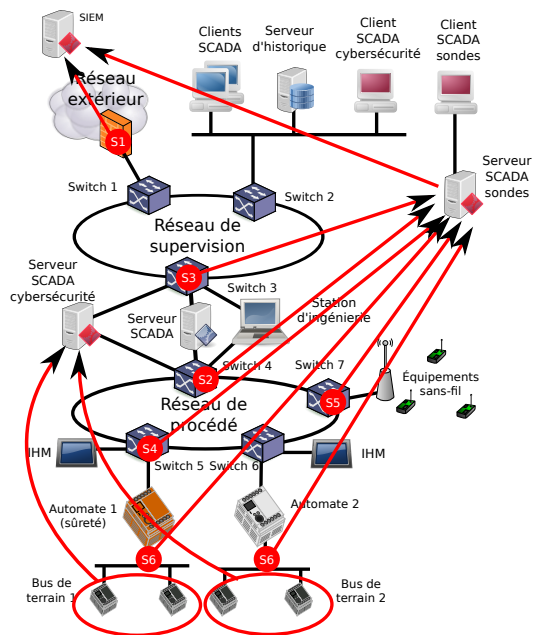 SIEM
Clients
SCADA
Serveur
d'historique
Client
SCADA
cybersécurité
Client
SCADA
sondes
Réseau
extérieur
S1
Serveur
SCADA
sondes
Switch 1
Switch 2
Réseau de
supervision
Serveur
SCADA
cybersécurité
S3
Switch 3
Station
d'ingénierie
Serveur
SCADA
Switch 4
Switch 7
S2
S5
Équipements
sans-fil
Réseau de
procédé
S4
IHM
Switch 5
Switch 6
IHM
Automate 1
(sûreté)
Automate 2
S6
S6
Bus de
terrain 1
Bus de
terrain 2